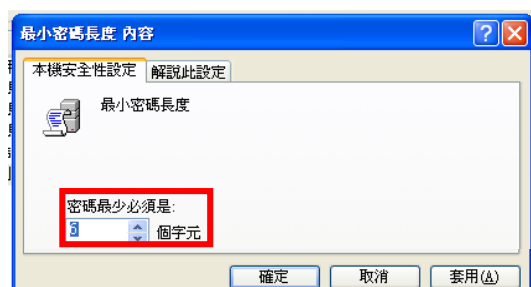 最小密碼長度 內容
本機安全性設定 解說此設定
最小密碼長度
密碼最少必須是:
6 個字元
確定 取消 套用(A)